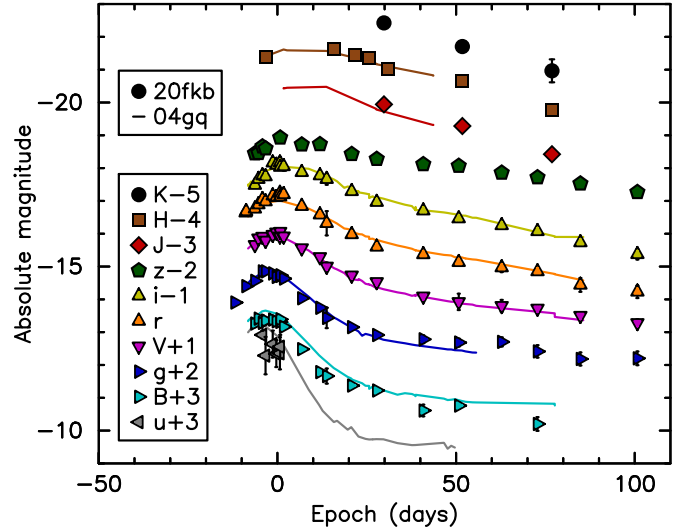 Absolute magnitude
−20
−15
−10
20fkb
04gq
K−5
H−4
J−3
z−2
i−1
r
V+1
g+2
B+3
u+3
−50 0 50 100
Epoch (days)